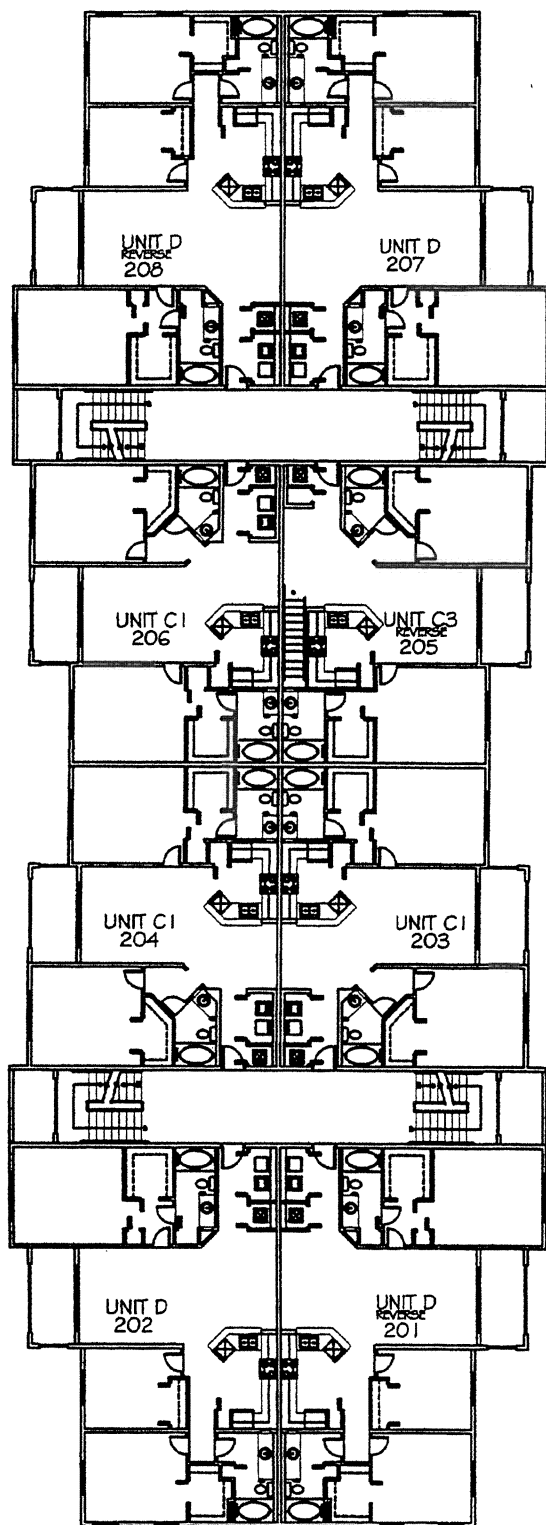 UNIT D
REVERSE
208
UNIT D
207
UNIT C1
206
UNIT C3
REVERSE
205
UNIT C1
204
UNIT C1
203
UNIT D
202
UNIT D
REVERSE
201